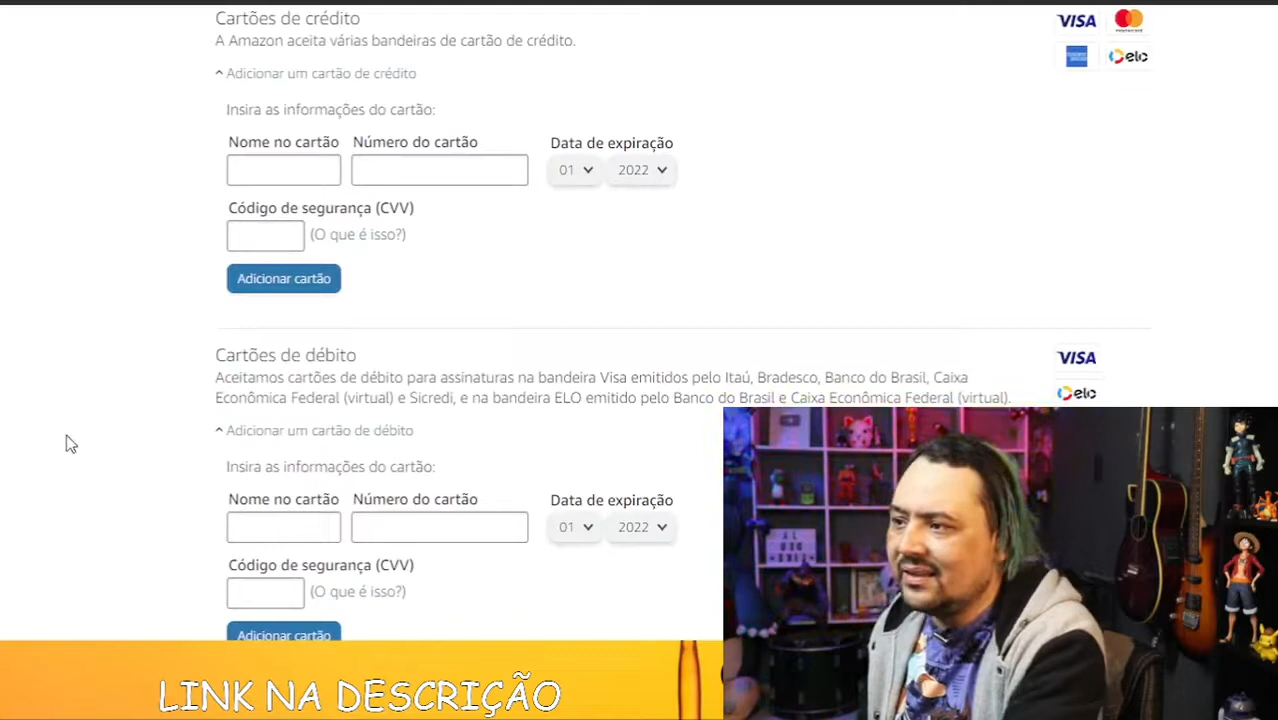 Cartões de crédito
A Amazon aceita várias bandeiras de cartão de crédito.
VISA
mastercard
elo
Adicionar um cartão de crédito
Insira as informações do cartão:
Nome no cartão Número do cartão Data de expiração
01 2022
Código de segurança (CVV)
(O que é isso?)
Adicionar cartão
Cartões de débito
VISA
Aceitamos cartões de débito para assinaturas na bandeira Visa emitidos pelo Itaú, Bradesco, Banco do Brasil, Caixa
Econômica Federal (virtual) e Sicredi, e na bandeira ELO emitido pelo Banco do Brasil e Caixa Econômica Federal (virtual).
elo
Adicionar um cartão de débito
Insira as informações do cartão:
Nome no cartão Número do cartão Data de expiração
01 2022
Código de segurança (CVV)
(O que é isso?)
Adicionar cartão
LINK NA DESCRIÇÃO